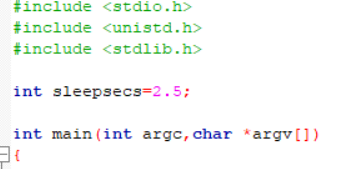 #include <stdio.h>
#include <unistd.h>
#include <stdlib.h>
int sleepsecs=2.5;
int main(int argc,char *argv[])
{